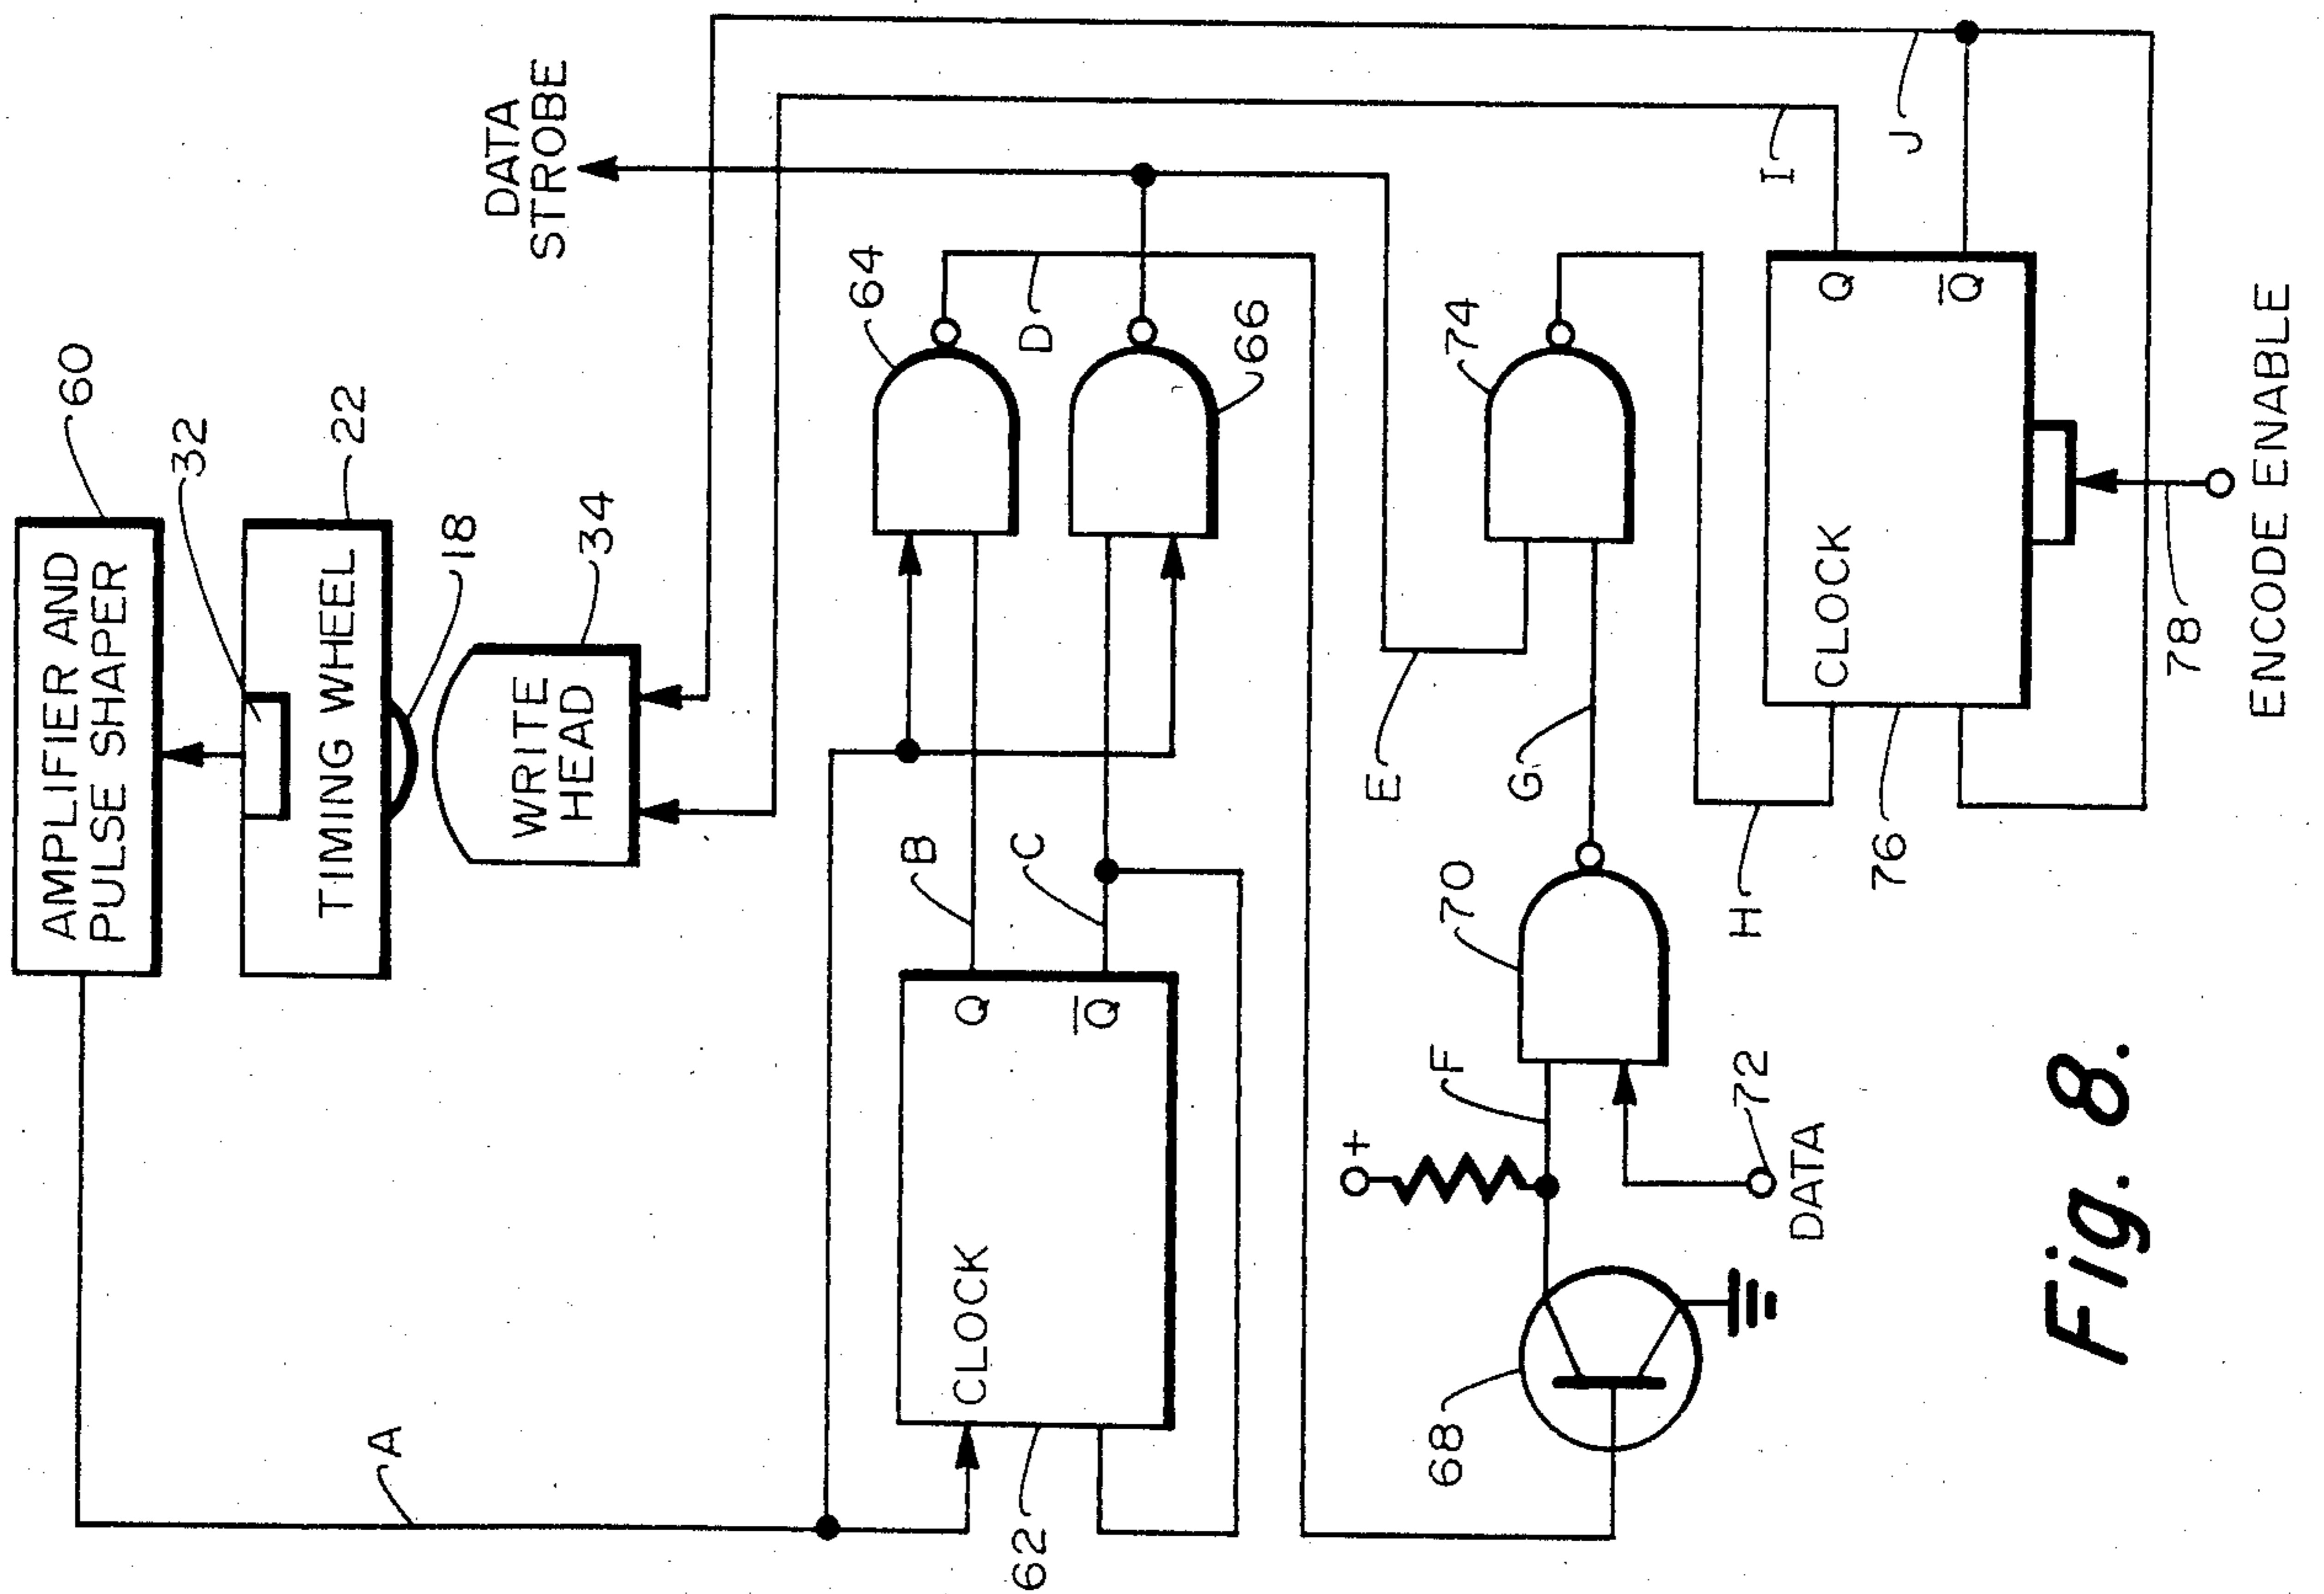 AMPLIFIER AND
PULSE SHAPER
60
32
TIMING WHEEL
22
18
WRITE
HEAD
34
DATA
STROBE
A
B
C
D
64
66
CLOCK
Q
Q̅
62
E
F
G
H
I
J
+
68
70
72
DATA
74
CLOCK
Q
Q̅
76
78
ENCODE ENABLE
Fig. 8.